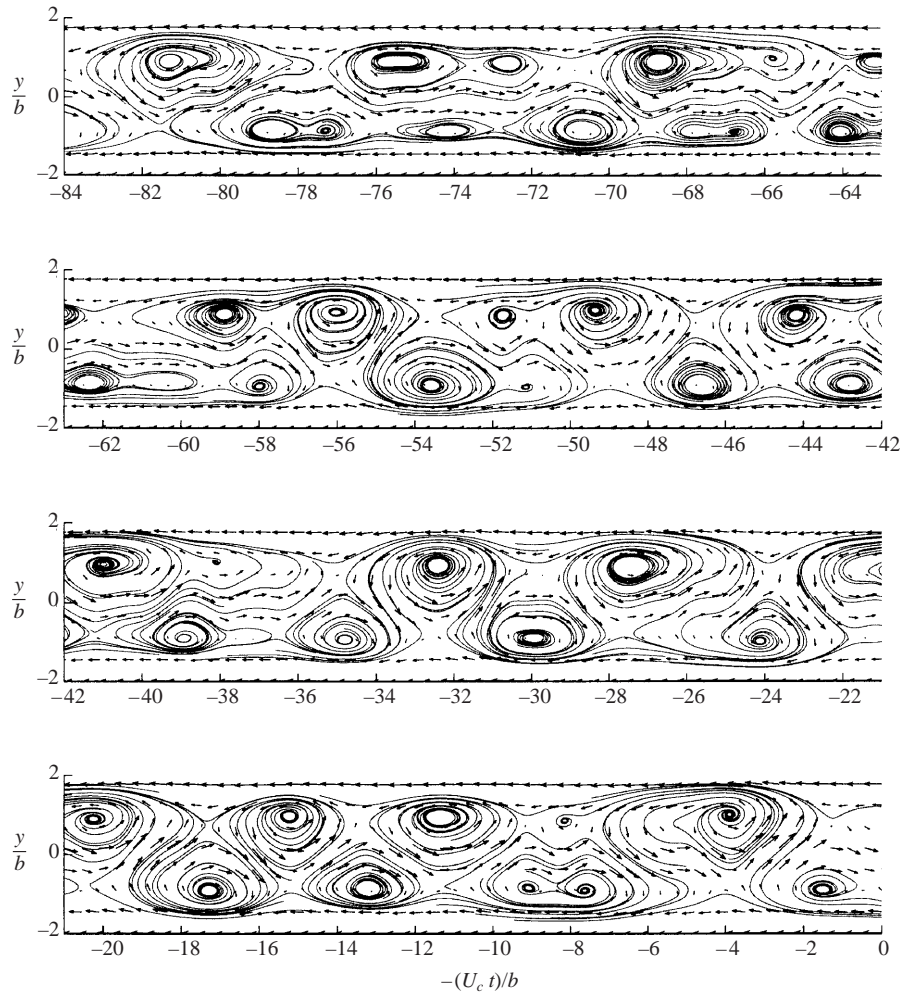 2
y/b
0
–2
–84 –82 –80 –78 –76 –74 –72 –70 –68 –66 –64
2
y/b
0
–2
–62 –60 –58 –56 –54 –52 –50 –48 –46 –44 –42
2
y/b
0
–2
–42 –40 –38 –36 –34 –32 –30 –28 –26 –24 –22
2
y/b
0
–2
–20 –18 –16 –14 –12 –10 –8 –6 –4 –2 0
–(U_c t)/b